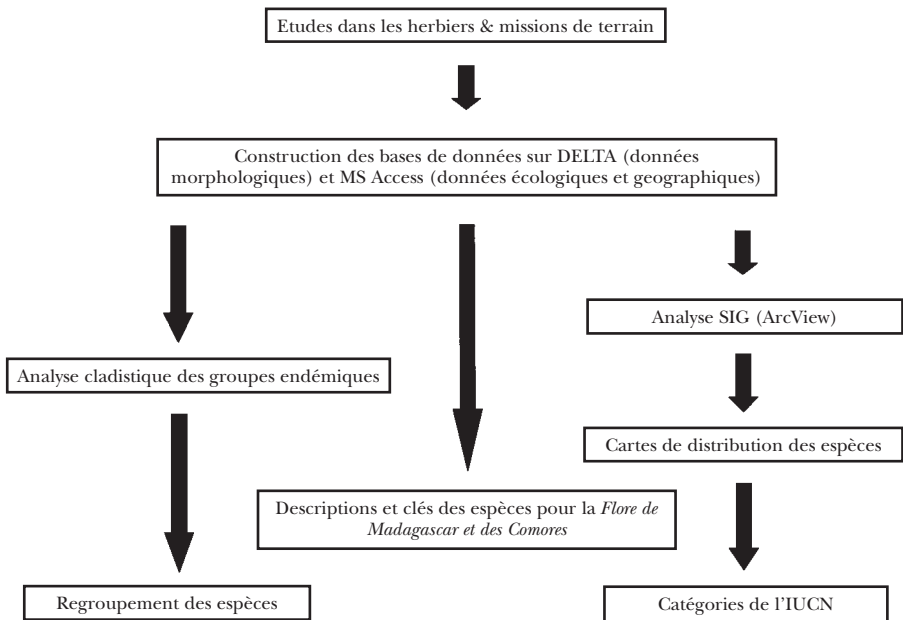 Etudes dans les herbiers & missions de terrain
Construction des bases de données sur DELTA (données
morphologiques) et MS Access (données écologiques et geographiques)
Analyse SIG (ArcView)
Analyse cladistique des groupes endémiques
Cartes de distribution des espèces
Descriptions et clés des espèces pour la Flore de
Madagascar et des Comores
Regroupement des espèces
Catégories de l’IUCN